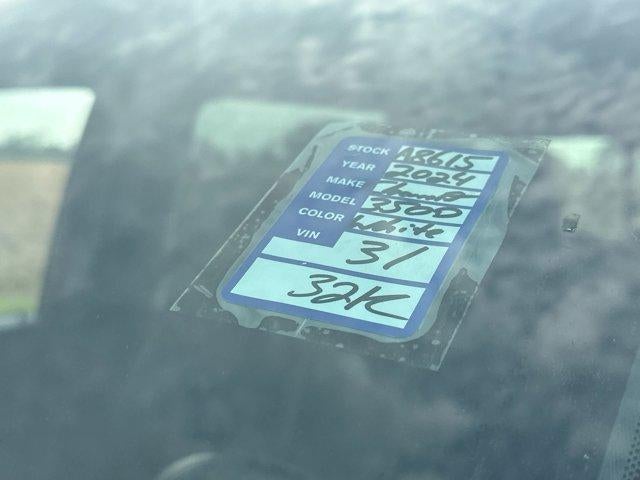 STOCK A8615
YEAR 2024
MAKE
MODEL 3500
COLOR White
VIN 31
32K